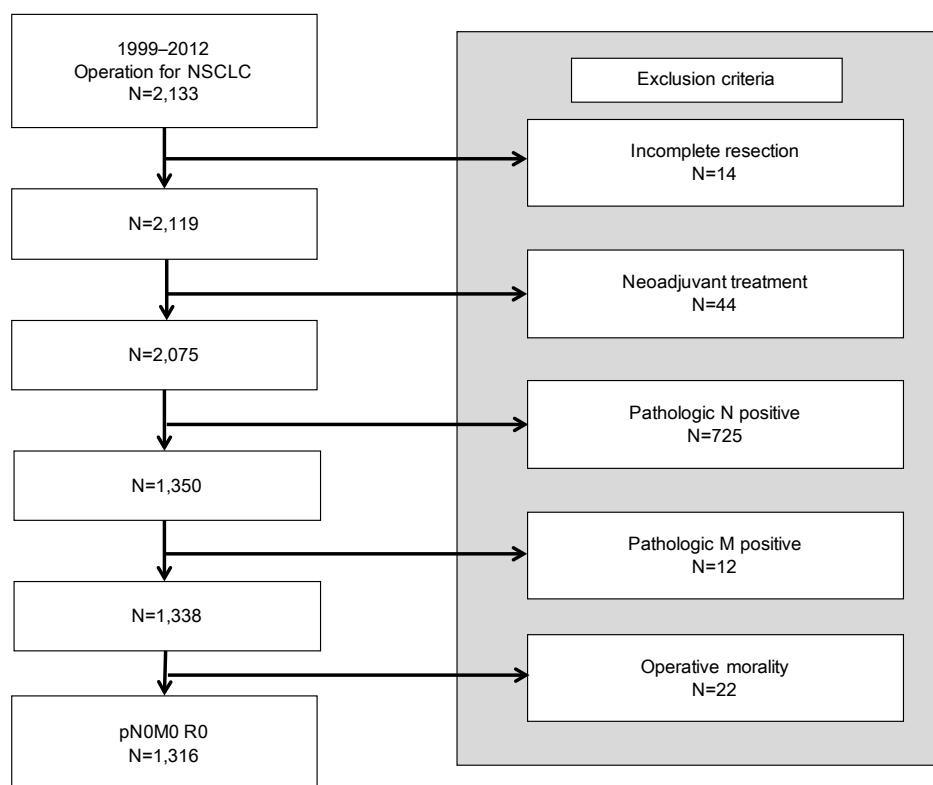 1999–2012
Operation for NSCLC
N=2,133
Exclusion criteria
Incomplete resection
N=14
N=2,119
Neoadjuvant treatment
N=44
N=2,075
Pathologic N positive
N=725
N=1,350
Pathologic M positive
N=12
N=1,338
Operative morality
N=22
pN0M0 R0
N=1,316